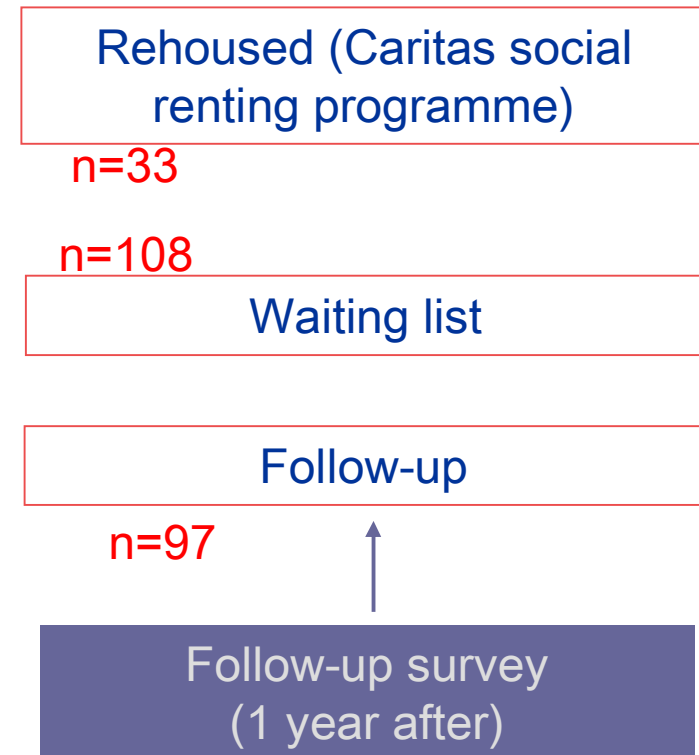 Rehoused (Caritas social
renting programme)
n=33
n=108
Waiting list
Follow-up
n=97
Follow-up survey
(1 year after)